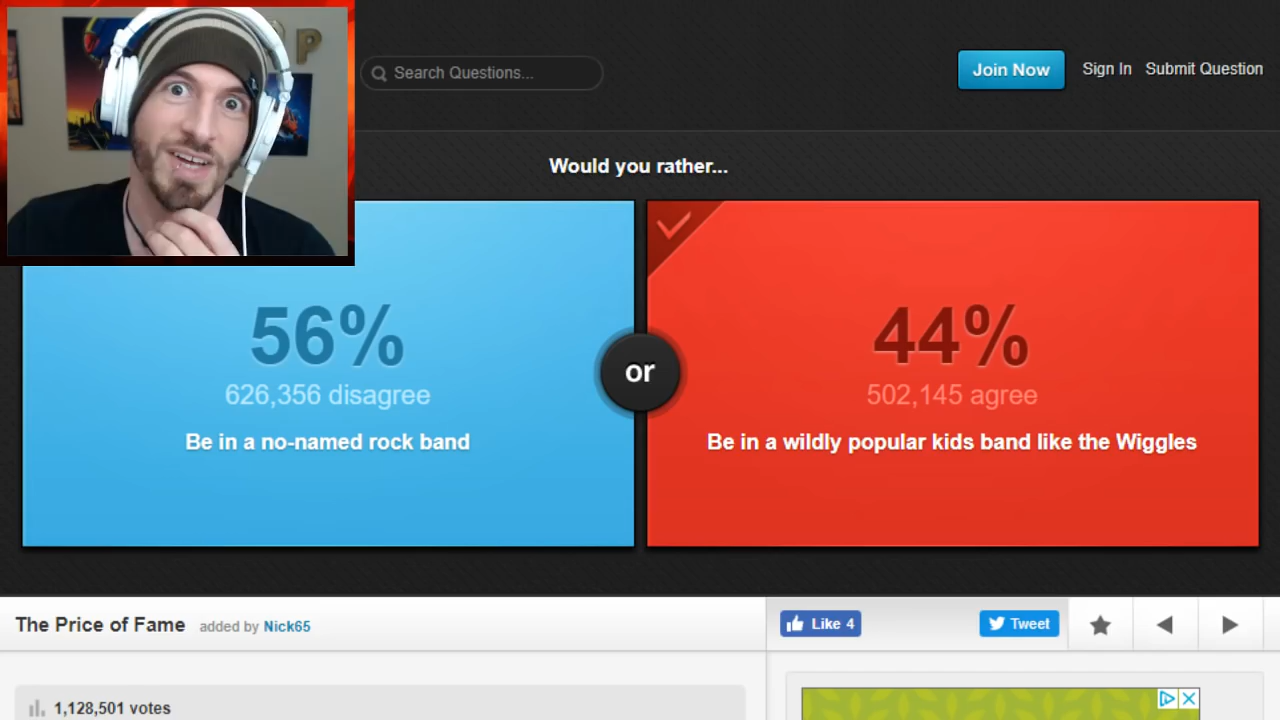 Search Questions...
Join Now
Sign In
Submit Question
Would you rather...
56%
626,356 disagree
Be in a no-named rock band
or
44%
502,145 agree
Be in a wildly popular kids band like the Wiggles
The Price of Fame added by Nick65
Like 4
Tweet
1,128,501 votes